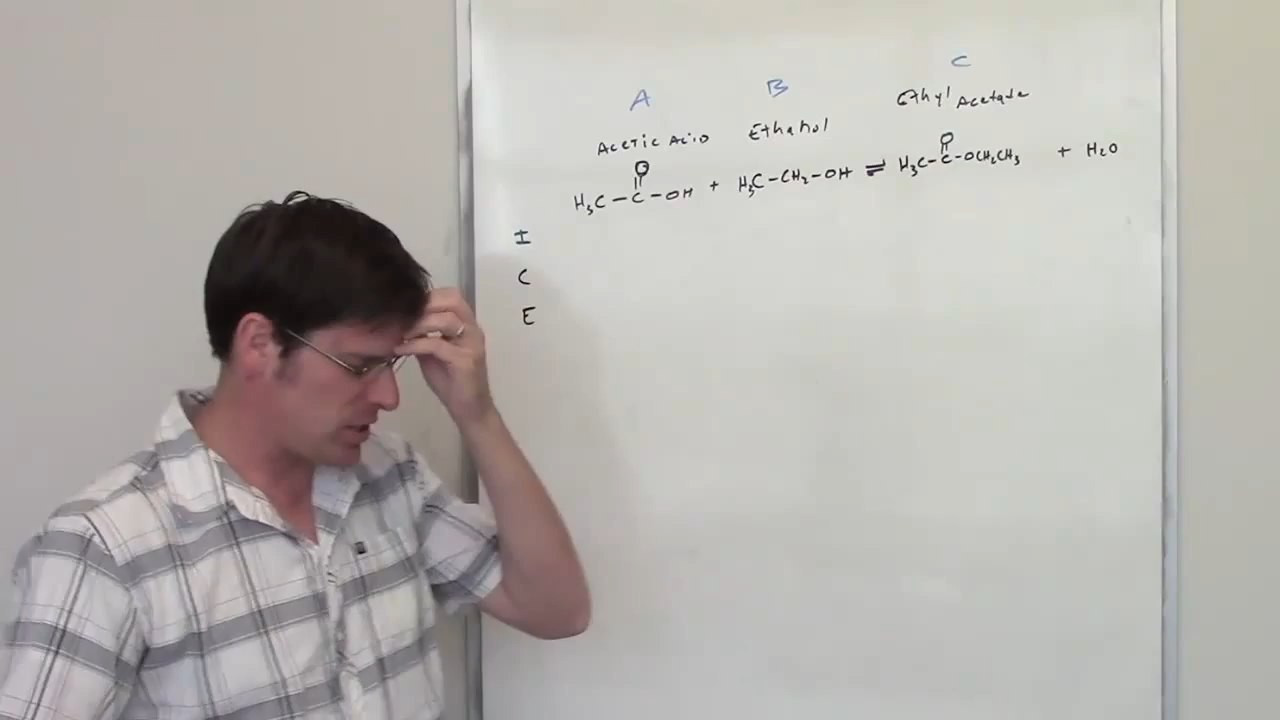 A B C
Acetic Acid Ethanol Ethyl Acetate
O O
H₃C-C-OH + H₃C-CH₂-OH ⇌ H₃C-C-OCH₂CH₃ + H₂O
I
C
E